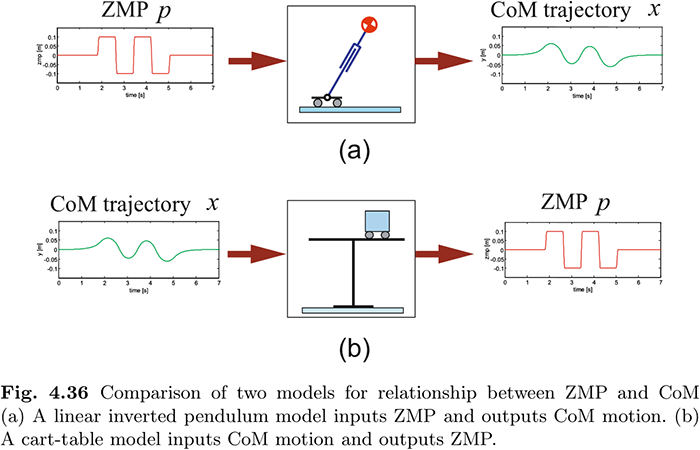 ZMP p
CoM trajectory x
zmp [m]
0.1
0.05
0
-0.05
-0.1
0 1 2 3 4 5 6 7
time [s]
y [m]
0.1
0.05
0
-0.05
-0.1
0 1 2 3 4 5 6 7
time [s]
(a)
CoM trajectory x
ZMP p
y [m]
0.1
0.05
0
-0.05
-0.1
0 1 2 3 4 5 6 7
time [s]
zmp [m]
0.1
0.05
0
-0.05
-0.1
0 1 2 3 4 5 6 7
time [s]
(b)
Fig. 4.36 Comparison of two models for relationship between ZMP and CoM
(a) A linear inverted pendulum model inputs ZMP and outputs CoM motion. (b)
A cart-table model inputs CoM motion and outputs ZMP.